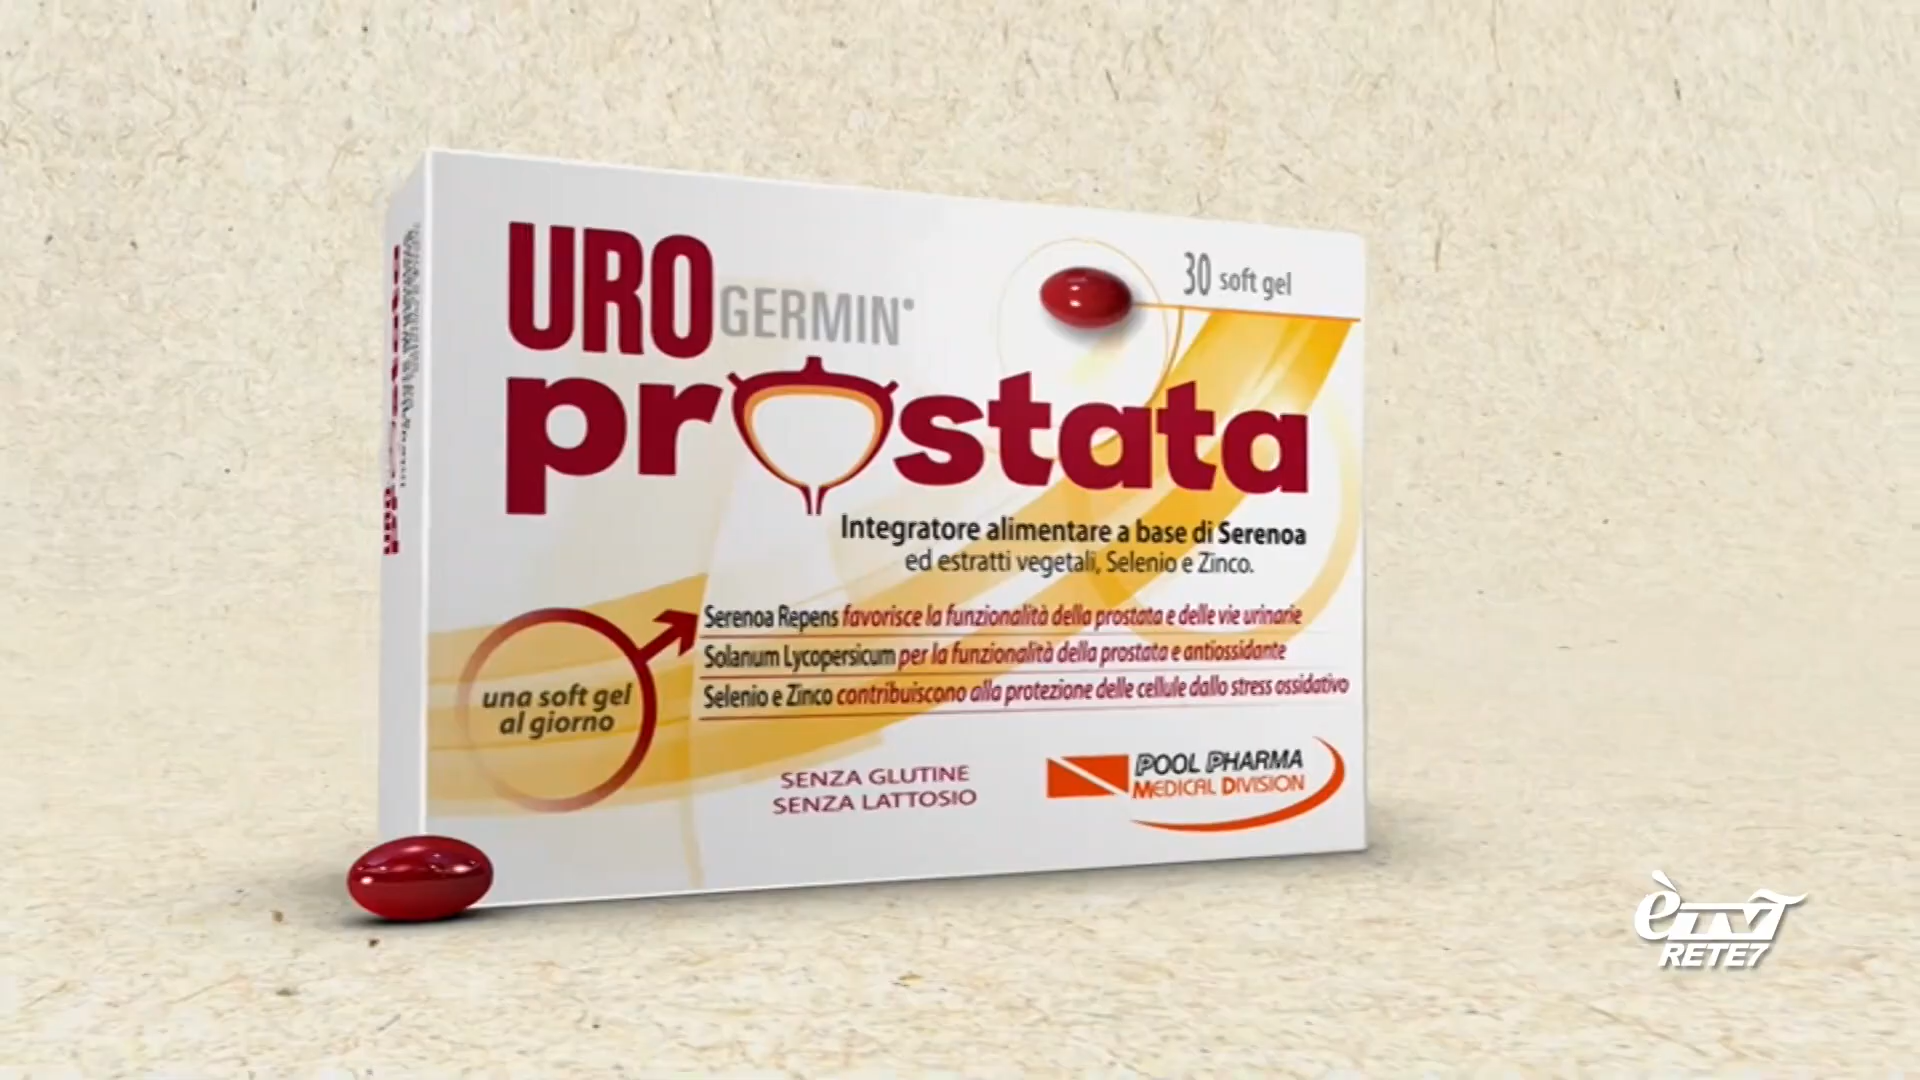 UROGERMIN
prostata
30 soft gel
Integratore alimentare a base di Serenoa
ed estratti vegetali, Selenio e Zinco.
Serenoa Repens favorisce la funzionalità della prostata e delle vie urinarie
Solanum Lycopersicum per la funzionalità della prostata e antiossidante
Selenio e Zinco contribuiscono alla protezione delle cellule dallo stress ossidativo
una soft gel
al giorno
SENZA GLUTINE
SENZA LATTOSIO
POOL PHARMA
MEDICAL DIVISION
èTV
RETE7